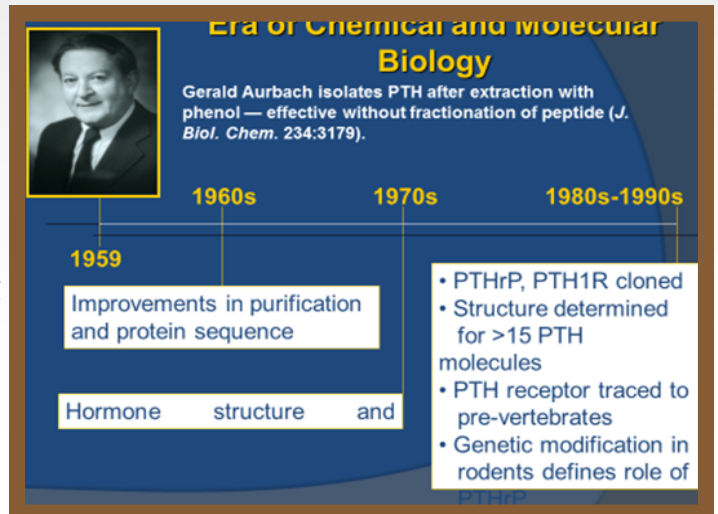 Era of Chemical and Molecular
Biology
Gerald Aurbach isolates PTH after extraction with
phenol — effective without fractionation of peptide (J.
Biol. Chem. 234:3179).
1960s
1970s
1980s-1990s
1959
Improvements in purification
and protein sequence
Hormone structure and
• PTHrP, PTH1R cloned
• Structure determined
for >15 PTH
molecules
• PTH receptor traced to
pre-vertebrates
• Genetic modification in
rodents defines role of
PTHrP